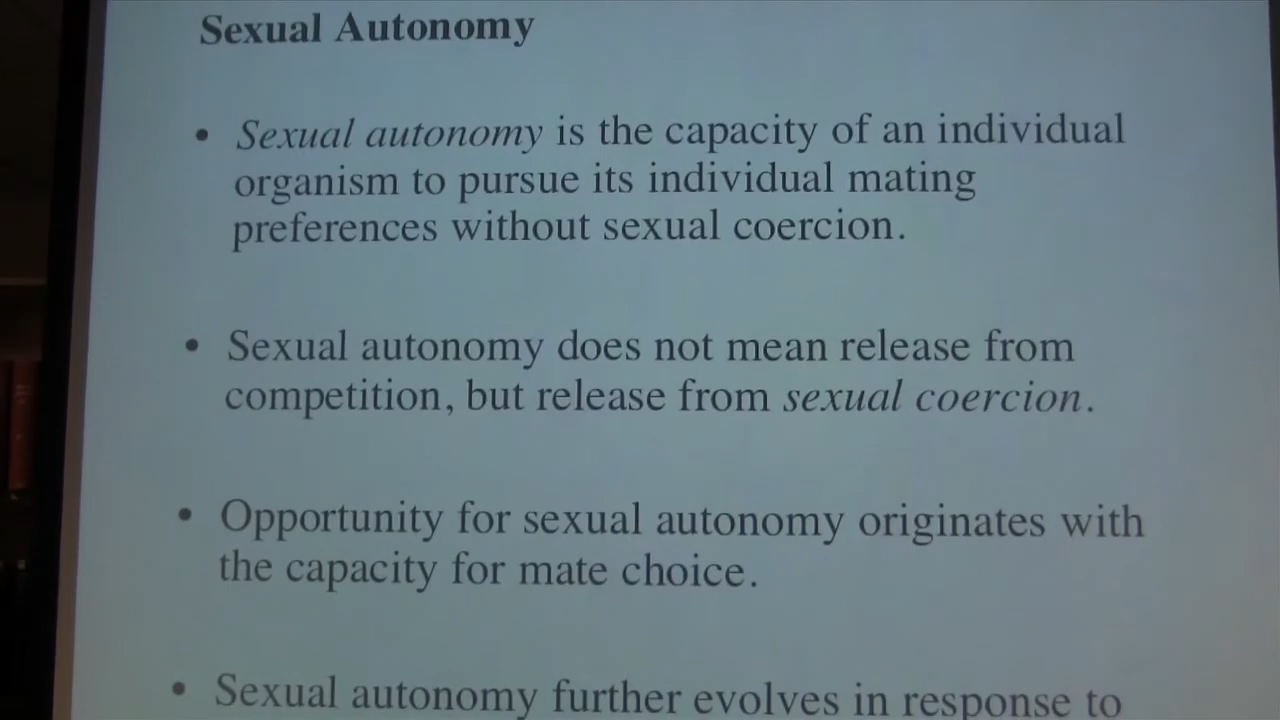 Sexual Autonomy
• Sexual autonomy is the capacity of an individual
organism to pursue its individual mating
preferences without sexual coercion.
• Sexual autonomy does not mean release from
competition, but release from sexual coercion.
• Opportunity for sexual autonomy originates with
the capacity for mate choice.
• Sexual autonomy further evolves in response to